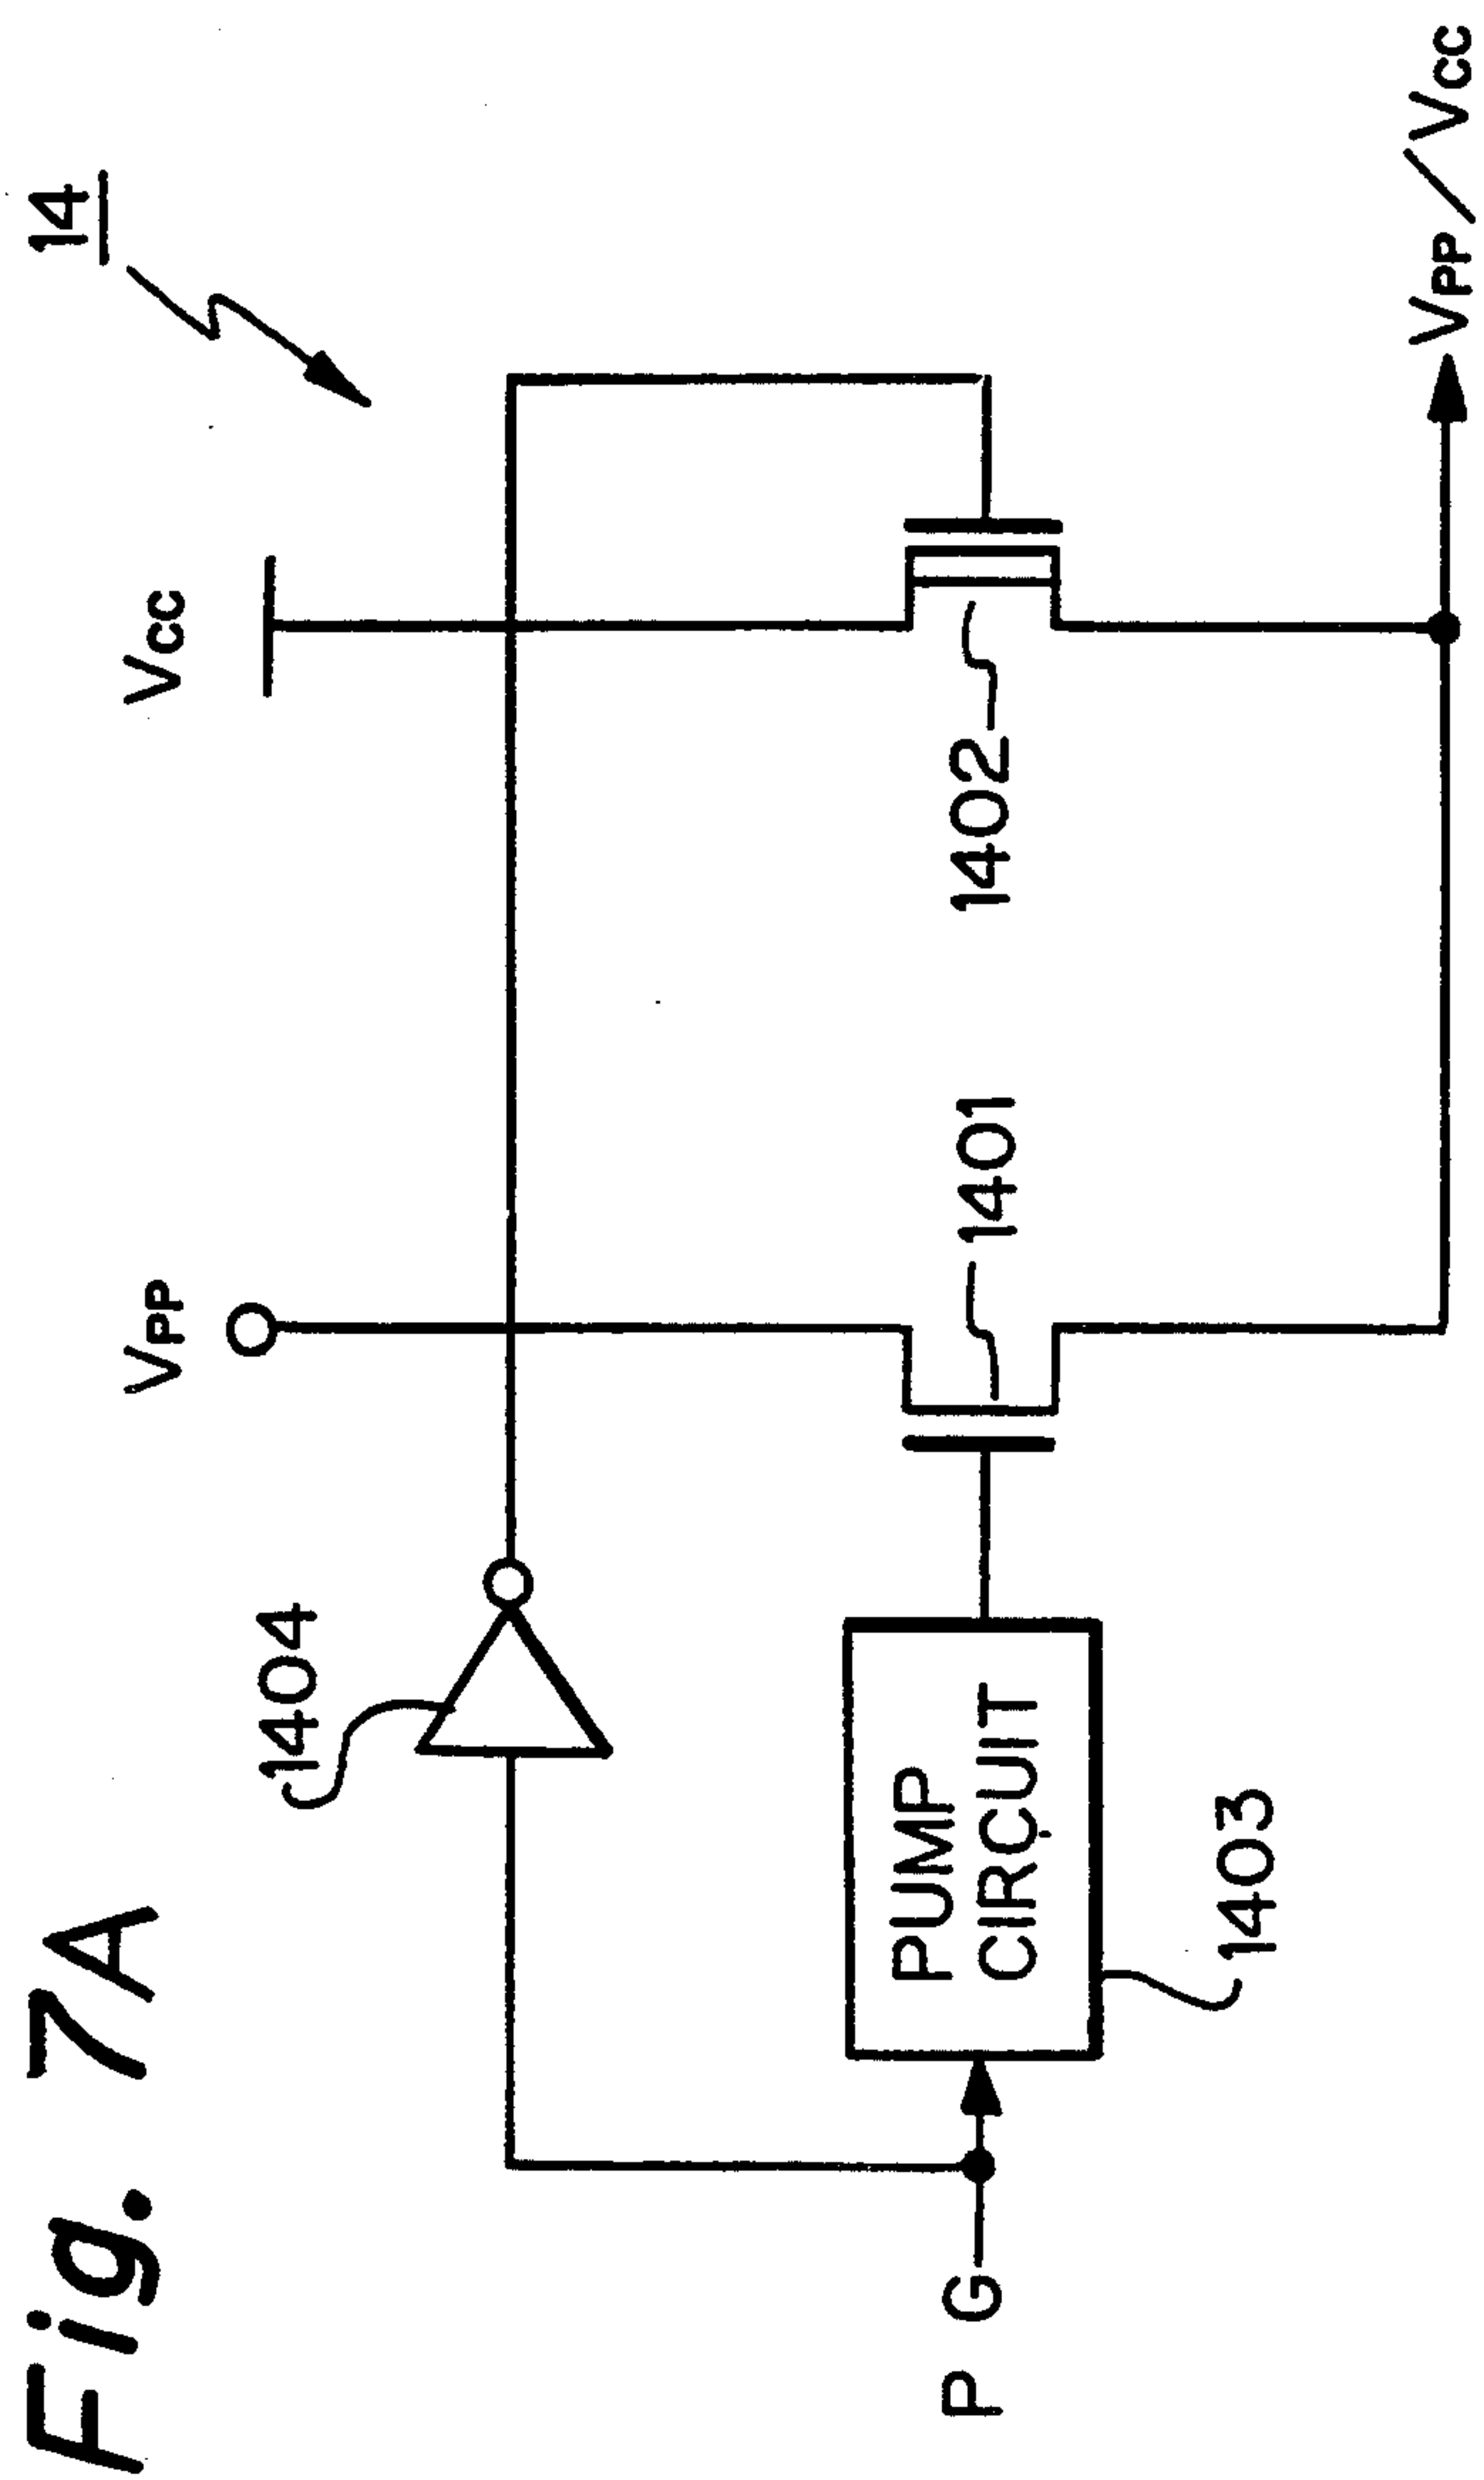 Fig. 7A
14
VPP
VCC
1404
1401
1402
PG
PUMP
CIRCUIT
1403
VPP/VCC